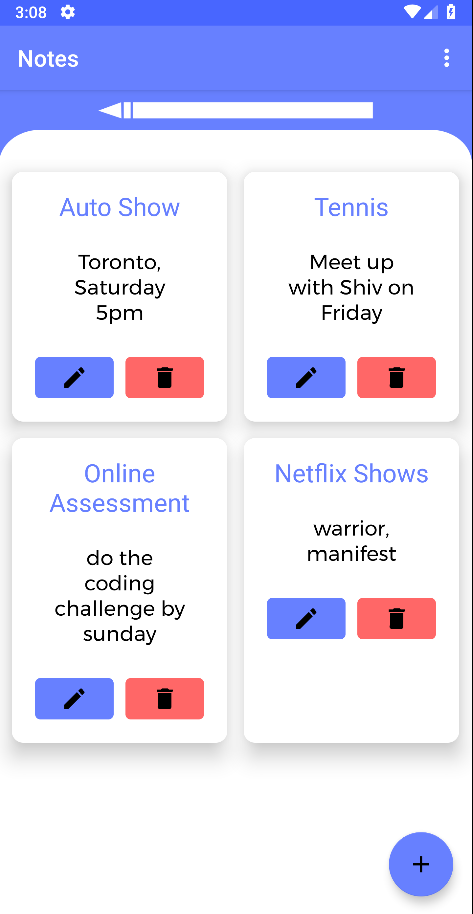 3:08
Notes
Auto Show
Toronto,
Saturday
5pm
Tennis
Meet up
with Shiv on
Friday
Online
Assessment
do the
coding
challenge by
sunday
Netflix Shows
warrior,
manifest